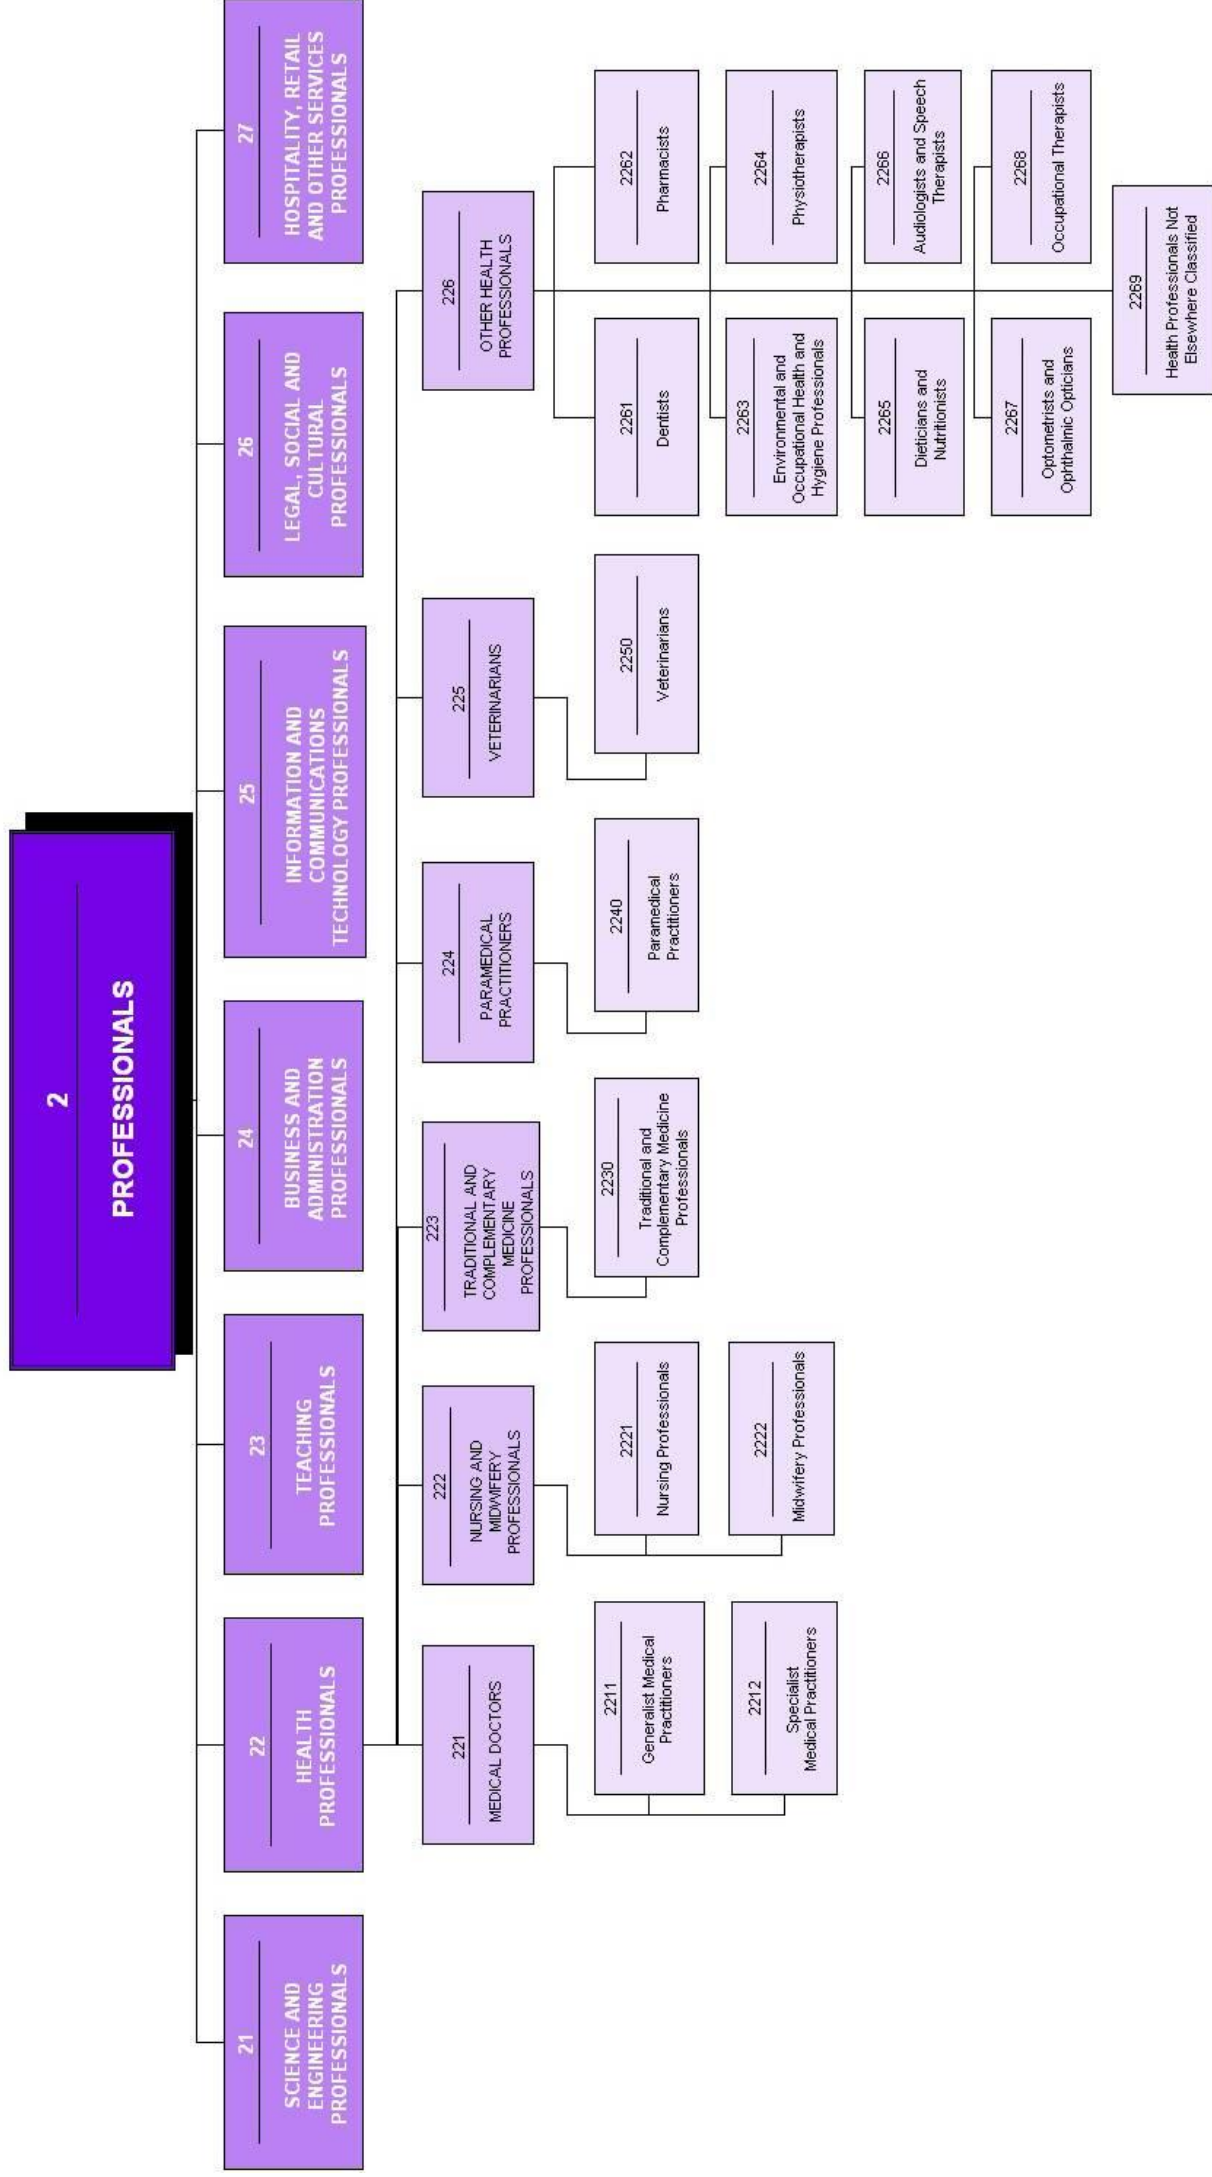 2
PROFESSIONALS
21
SCIENCE AND
ENGINEERING
PROFESSIONALS
22
HEALTH
PROFESSIONALS
23
TEACHING
PROFESSIONALS
24
BUSINESS AND
ADMINISTRATION
PROFESSIONALS
25
INFORMATION AND
COMMUNICATIONS
TECHNOLOGY PROFESSIONALS
26
LEGAL, SOCIAL AND
CULTURAL
PROFESSIONALS
27
HOSPITALITY, RETAIL
AND OTHER SERVICES
PROFESSIONALS
221
MEDICAL DOCTORS
222
NURSING AND
MIDWIFERY
PROFESSIONALS
223
TRADITIONAL AND
COMPLEMENTARY
MEDICINE
PROFESSIONALS
224
PARAMEDICAL
PRACTITIONERS
225
VETERINARIANS
226
OTHER HEALTH
PROFESSIONALS
2211
Generalist Medical
Practitioners
2212
Specialist
Medical Practitioners
2221
Nursing Professionals
2222
Midwifery Professionals
2230
Traditional and
Complementary Medicine
Professionals
2240
Paramedical
Practitioners
2250
Veterinarians
2261
Dentists
2262
Pharmacists
2263
Environmental and
Occupational Health and
Hygiene Professionals
2264
Physiotherapists
2265
Dieticians and
Nutritionists
2266
Audiologists and Speech
Therapists
2267
Optometrists and
Ophthalmic Opticians
2268
Occupational Therapists
2269
Health Professionals Not
Elsewhere Classified